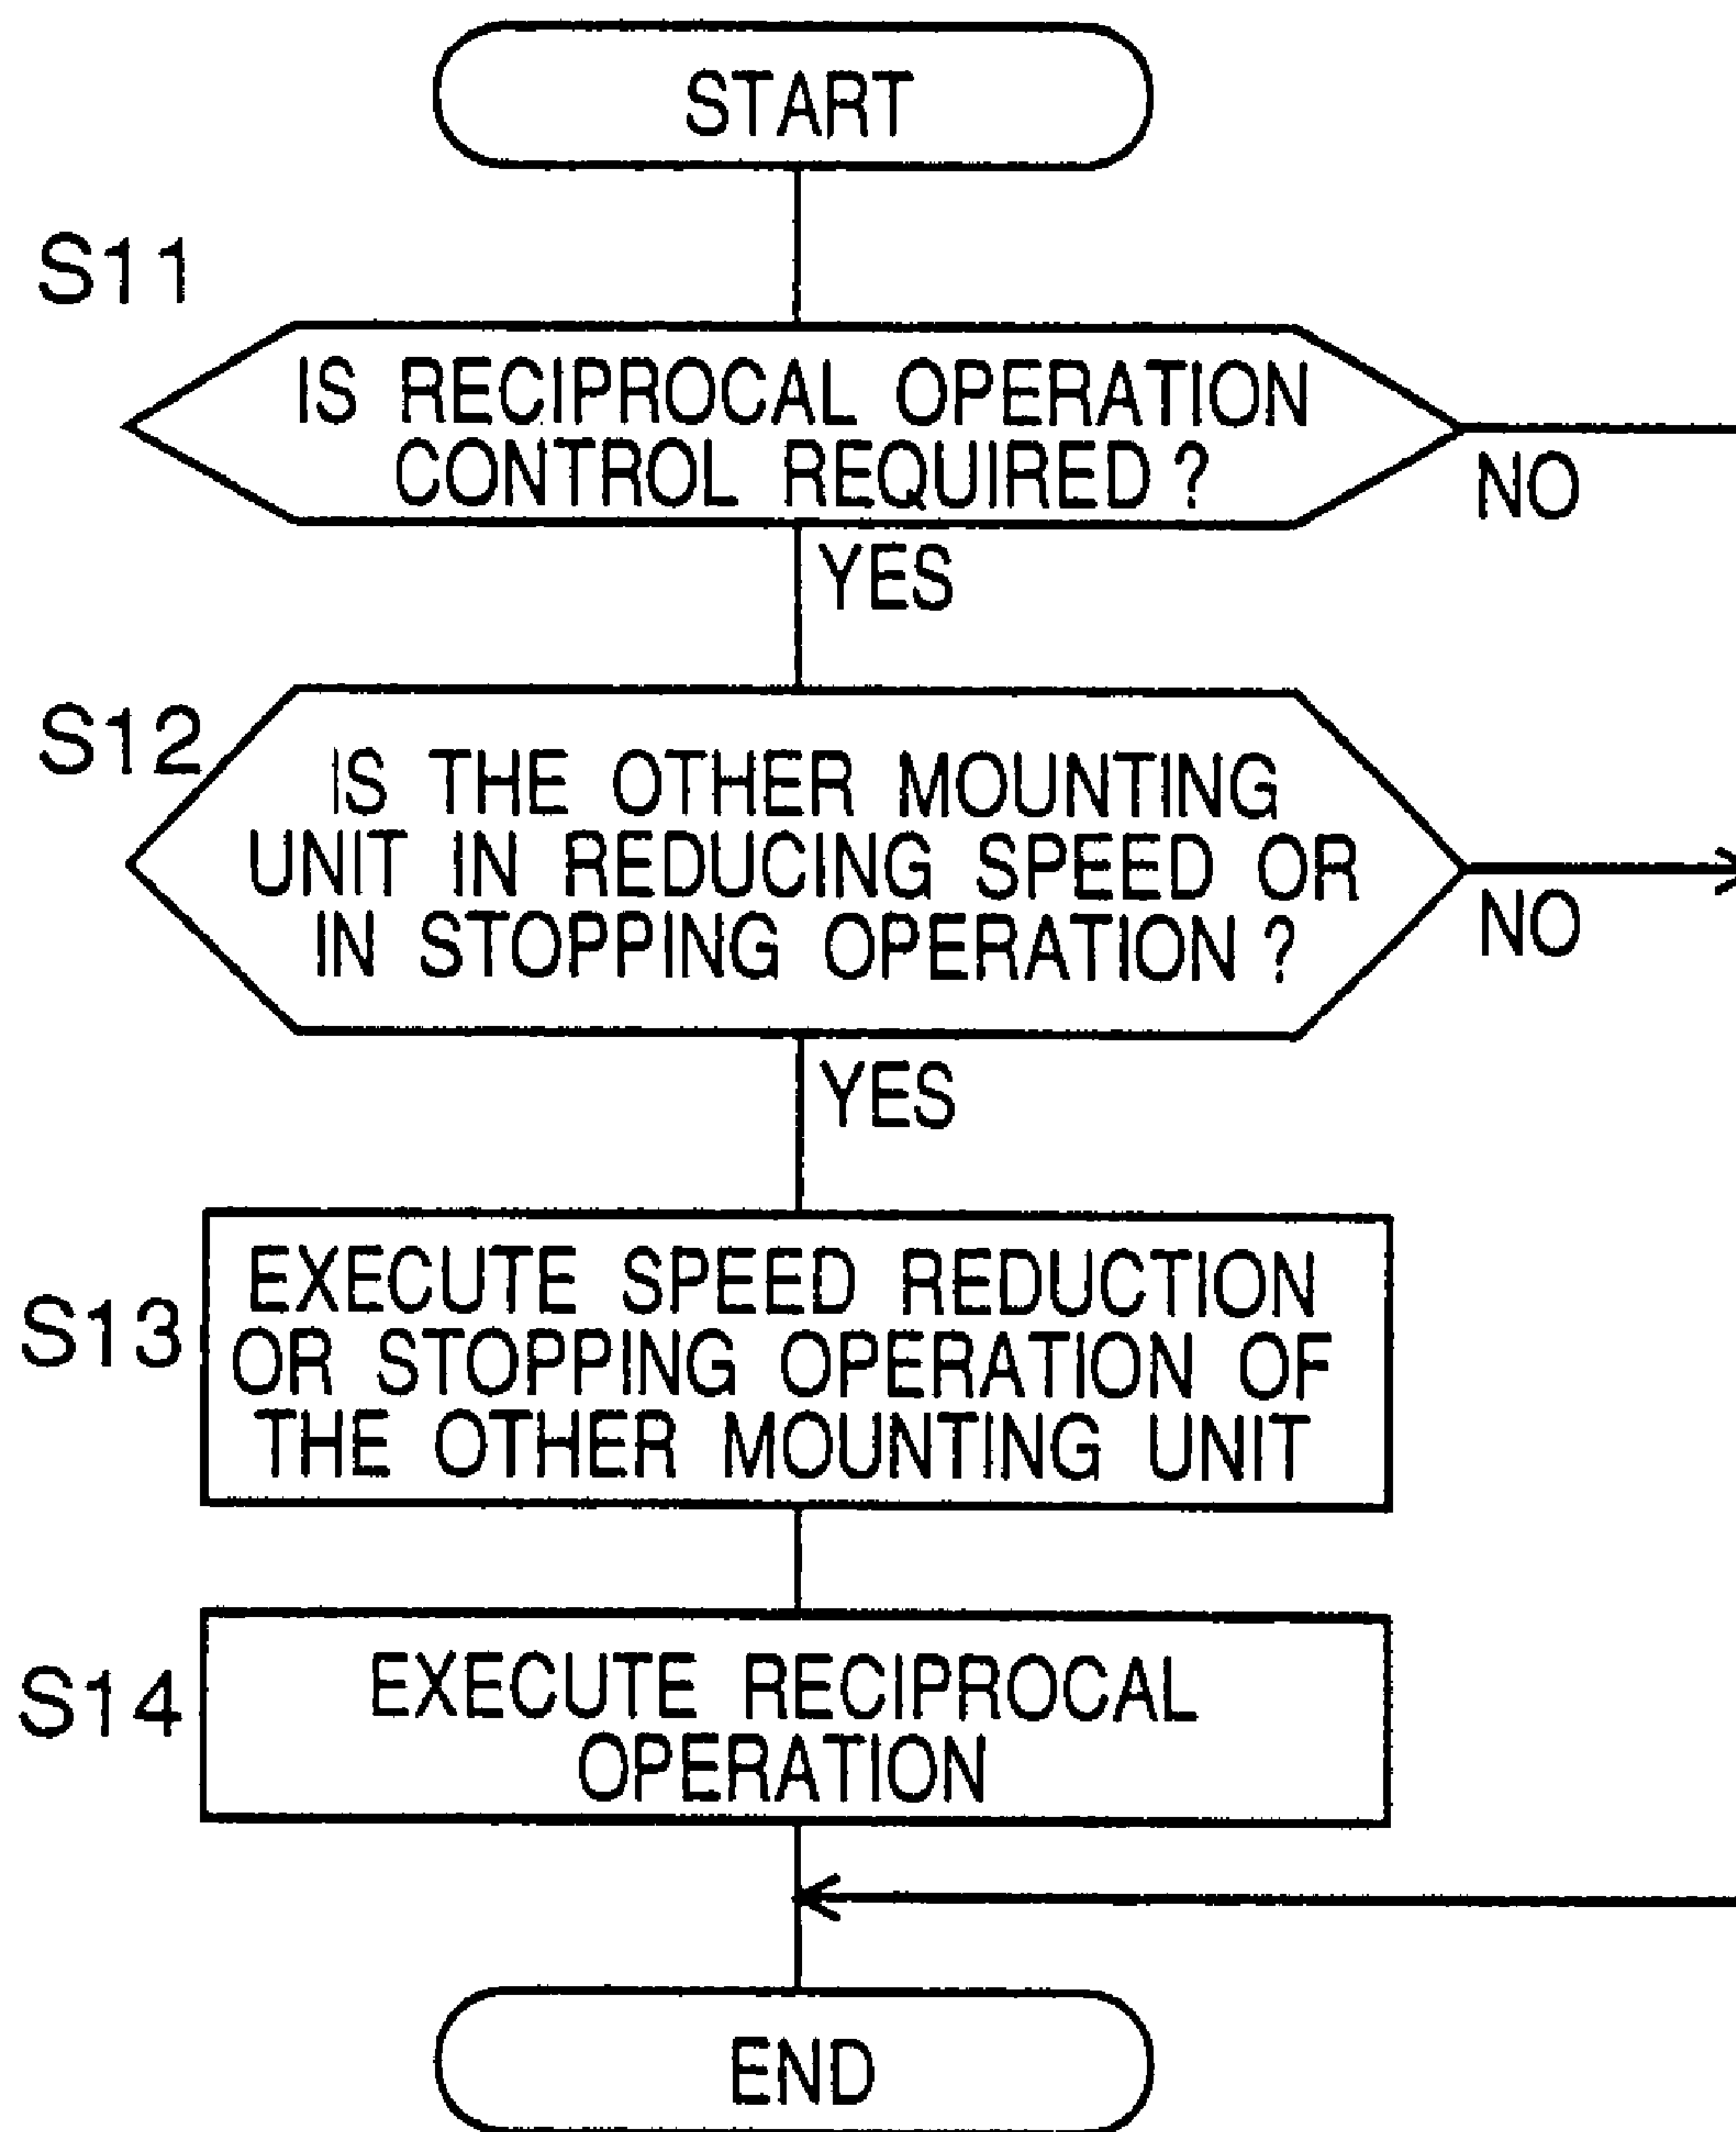 START
S11
IS RECIPROCAL OPERATION
CONTROL REQUIRED ?
NO
YES
S12
IS THE OTHER MOUNTING
UNIT IN REDUCING SPEED OR
IN STOPPING OPERATION ?
NO
YES
S13
EXECUTE SPEED REDUCTION
OR STOPPING OPERATION OF
THE OTHER MOUNTING UNIT
S14
EXECUTE RECIPROCAL
OPERATION
END